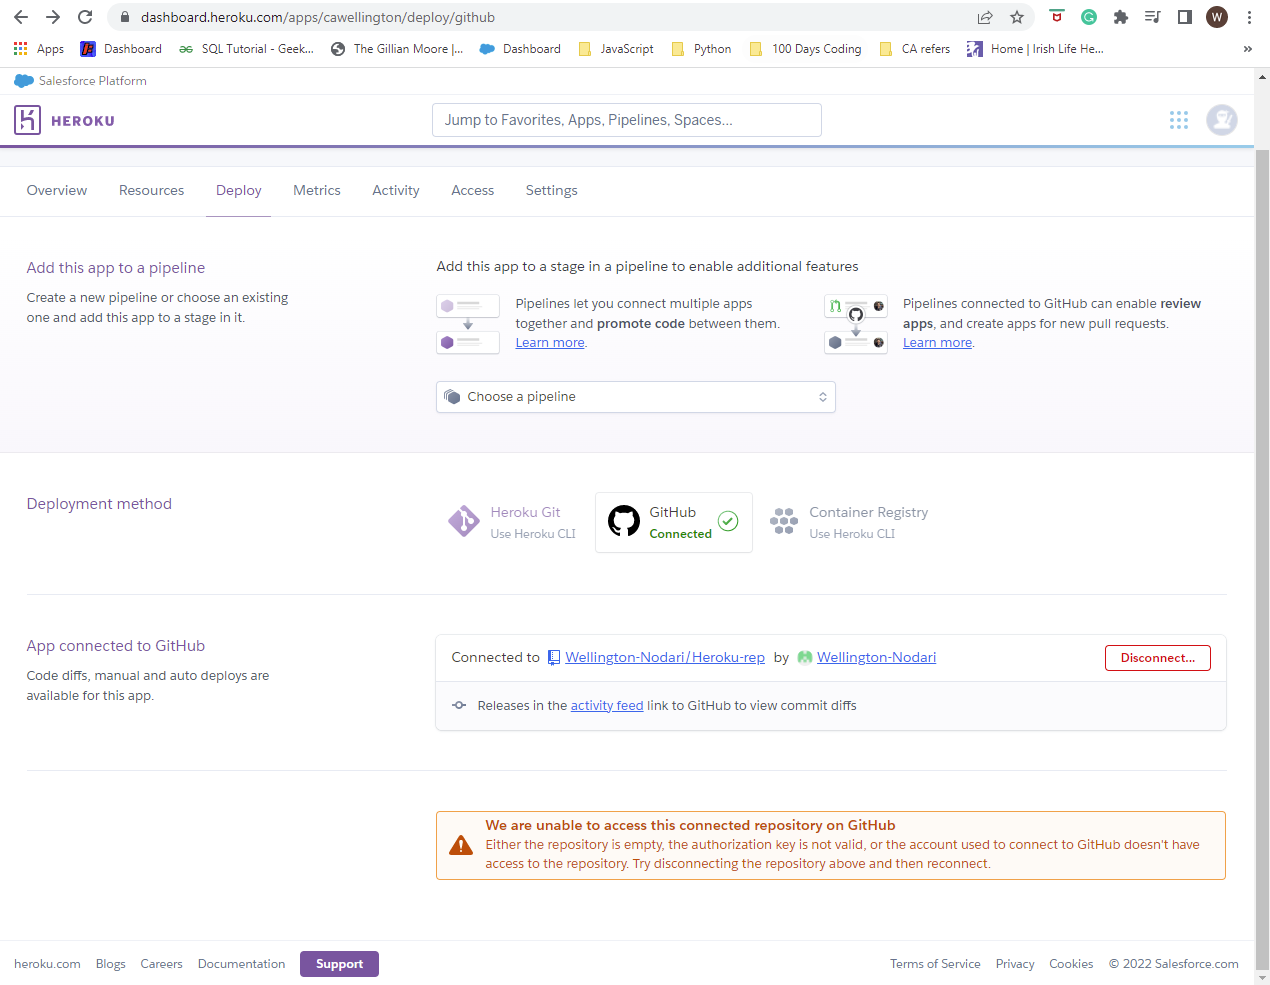 dashboard.heroku.com/apps/cawellington/deploy/github
W
Apps Dashboard SQL Tutorial - Geek... The Gillian Moore |... Dashboard JavaScript Python 100 Days Coding CA refers Home | Irish Life He... »
Salesforce Platform
HEROKU
Jump to Favorites, Apps, Pipelines, Spaces...
Overview Resources Deploy Metrics Activity Access Settings
Add this app to a pipeline
Create a new pipeline or choose an existing
one and add this app to a stage in it.
Add this app to a stage in a pipeline to enable additional features
Pipelines let you connect multiple apps
together and promote code between them.
Learn more.
Pipelines connected to GitHub can enable review
apps, and create apps for new pull requests.
Learn more.
Choose a pipeline
Deployment method
Heroku Git
Use Heroku CLI
GitHub
Connected
Container Registry
Use Heroku CLI
App connected to GitHub
Code diffs, manual and auto deploys are
available for this app.
Connected to Wellington-Nodari/Heroku-rep by Wellington-Nodari
Disconnect...
Releases in the activity feed link to GitHub to view commit diffs
We are unable to access this connected repository on GitHub
Either the repository is empty, the authorization key is not valid, or the account used to connect to GitHub doesn't have
access to the repository. Try disconnecting the repository above and then reconnect.
heroku.com Blogs Careers Documentation Support
Terms of Service Privacy Cookies © 2022 Salesforce.com